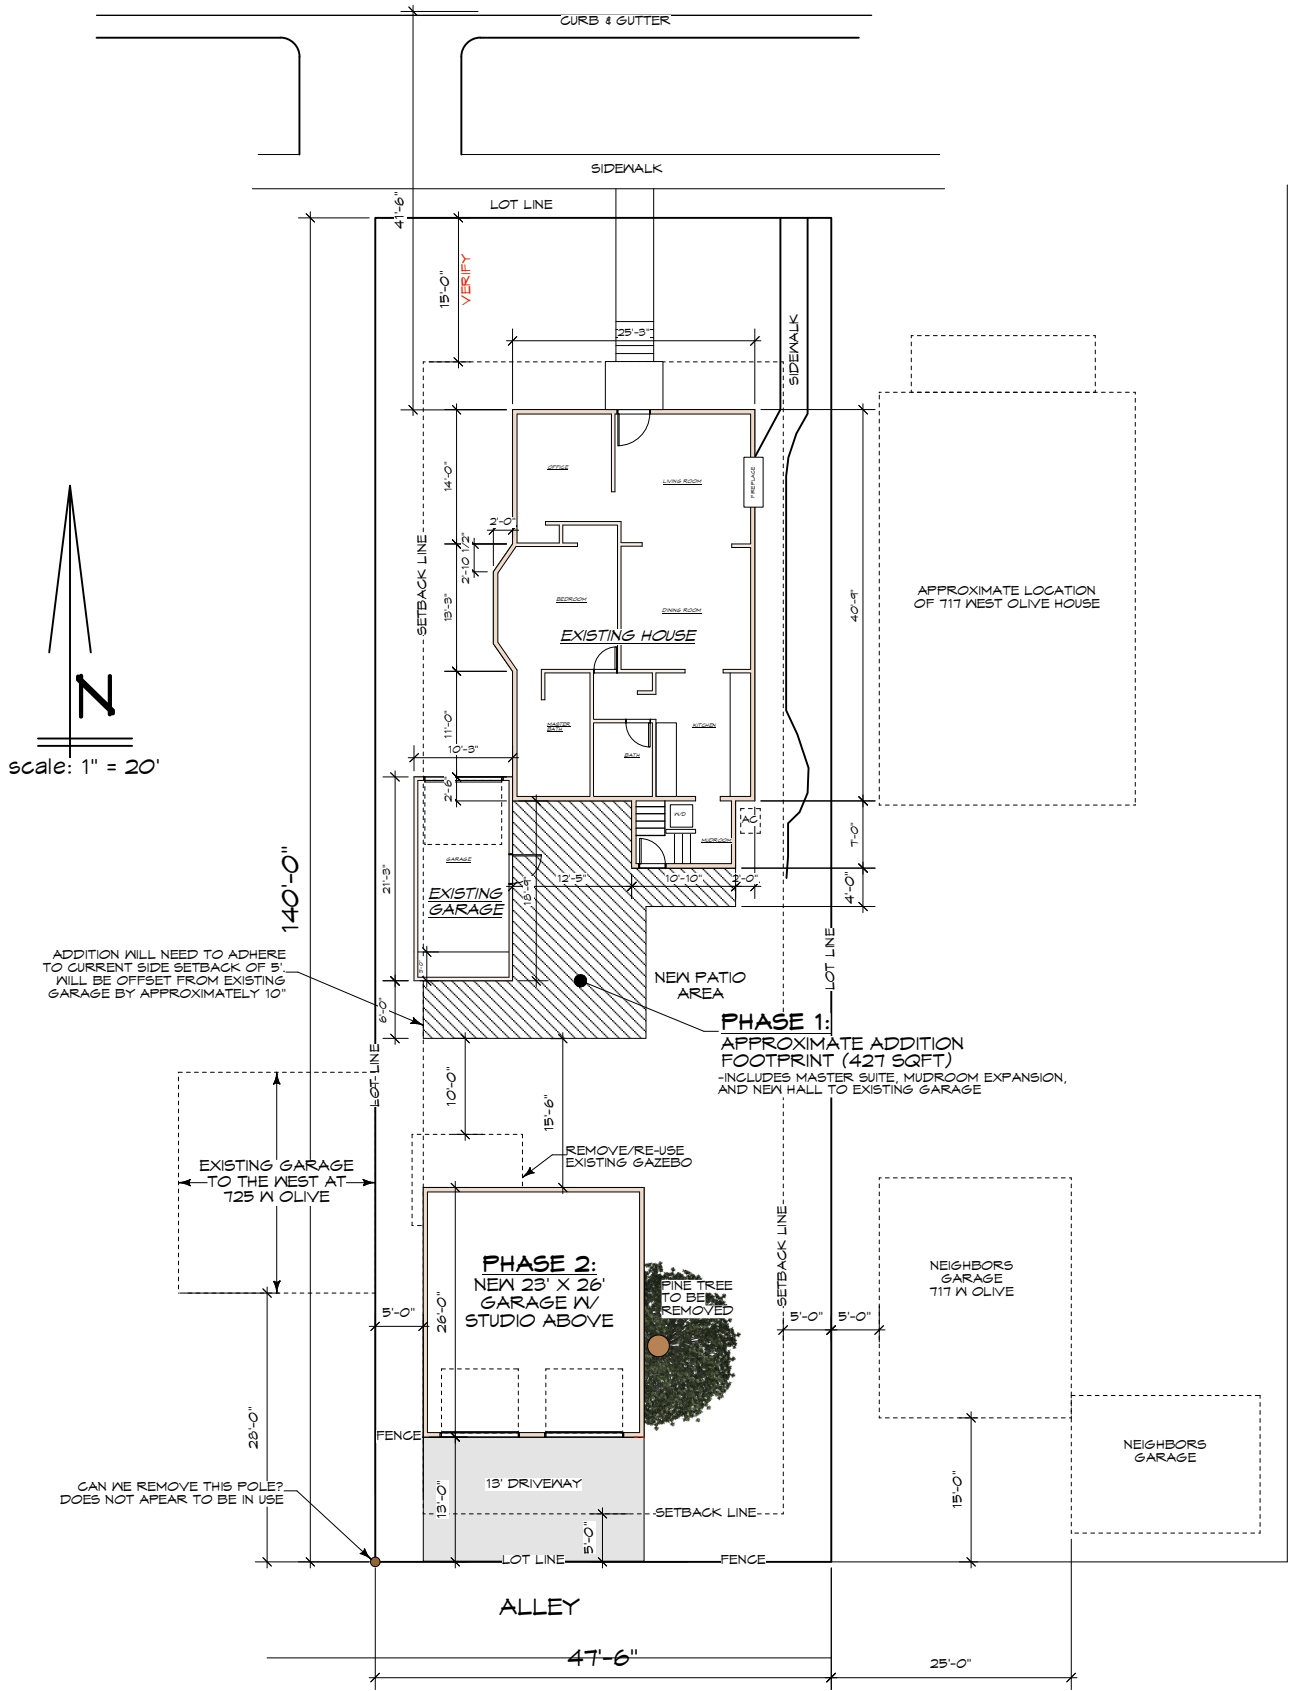 CURB & GUTTER
SIDEWALK
LOT LINE
41'-6"
15'-0"
VERIFY
25'-3"
SIDEWALK
OFFICE
LIVING ROOM
FIREPLACE
14'-0"
2'-0"
2'-10 1/2"
SETBACK LINE
13'-3"
BEDROOM
DINING ROOM
EXISTING HOUSE
40'-9"
APPROXIMATE LOCATION
OF 717 WEST OLIVE HOUSE
N
scale: 1" = 20'
11'-0"
MASTER
BATH
KITCHEN
BATH
10'-3"
2'-6"
W/D
AC
MUDROOM
7'-0"
GARAGE
21'-3"
EXISTING
GARAGE
18'-9"
12'-5"
10'-10"
2'-0"
4'-0"
140'-0"
LOT LINE
ADDITION WILL NEED TO ADHERE
TO CURRENT SIDE SETBACK OF 5'.
WILL BE OFFSET FROM EXISTING
GARAGE BY APPROXIMATELY 10"
6'-0"
NEW PATIO
AREA
PHASE 1:
APPROXIMATE ADDITION
FOOTPRINT (427 SQFT)
-INCLUDES MASTER SUITE, MUDROOM EXPANSION,
AND NEW HALL TO EXISTING GARAGE
LOT LINE
10'-0"
15'-6"
EXISTING GARAGE
TO THE WEST AT
725 W OLIVE
REMOVE/RE-USE
EXISTING GAZEBO
SETBACK LINE
PHASE 2:
NEW 23' X 26'
GARAGE W/
STUDIO ABOVE
26'-0"
PINE TREE
TO BE
REMOVED
NEIGHBORS
GARAGE
717 W OLIVE
5'-0"
5'-0"
5'-0"
28'-0"
FENCE
NEIGHBORS
GARAGE
CAN WE REMOVE THIS POLE?
DOES NOT APEAR TO BE IN USE
13' DRIVEWAY
13'-0"
SETBACK LINE
15'-0"
5'-0"
LOT LINE
FENCE
ALLEY
47'-6"
25'-0"